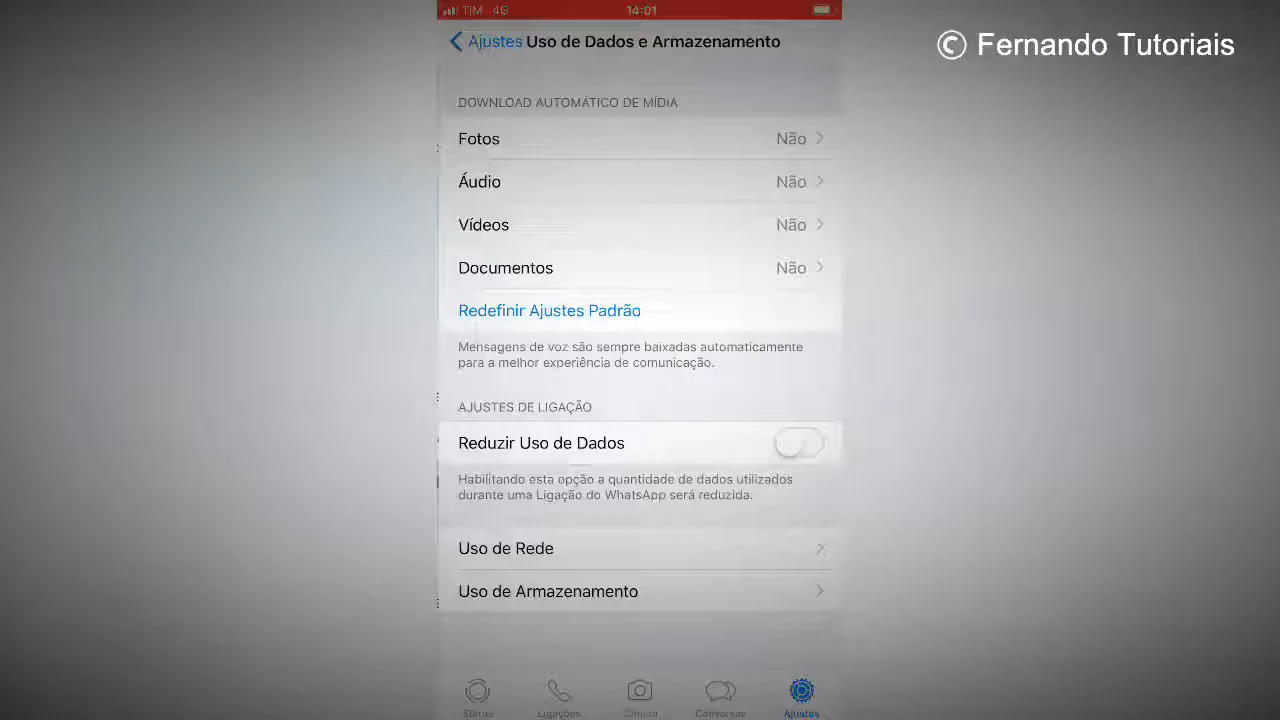 TIM 4G 14:01
© Fernando Tutoriais
Ajustes Uso de Dados e Armazenamento
DOWNLOAD AUTOMÁTICO DE MÍDIA
Fotos Não
Áudio Não
Vídeos Não
Documentos Não
Redefinir Ajustes Padrão
Mensagens de voz são sempre baixadas automaticamente
para a melhor experiência de comunicação.
AJUSTES DE LIGAÇÃO
Reduzir Uso de Dados
Habilitando esta opção a quantidade de dados utilizados
durante uma Ligação do WhatsApp será reduzida.
Uso de Rede
Uso de Armazenamento
Status Ligações Câmera Conversas Ajustes